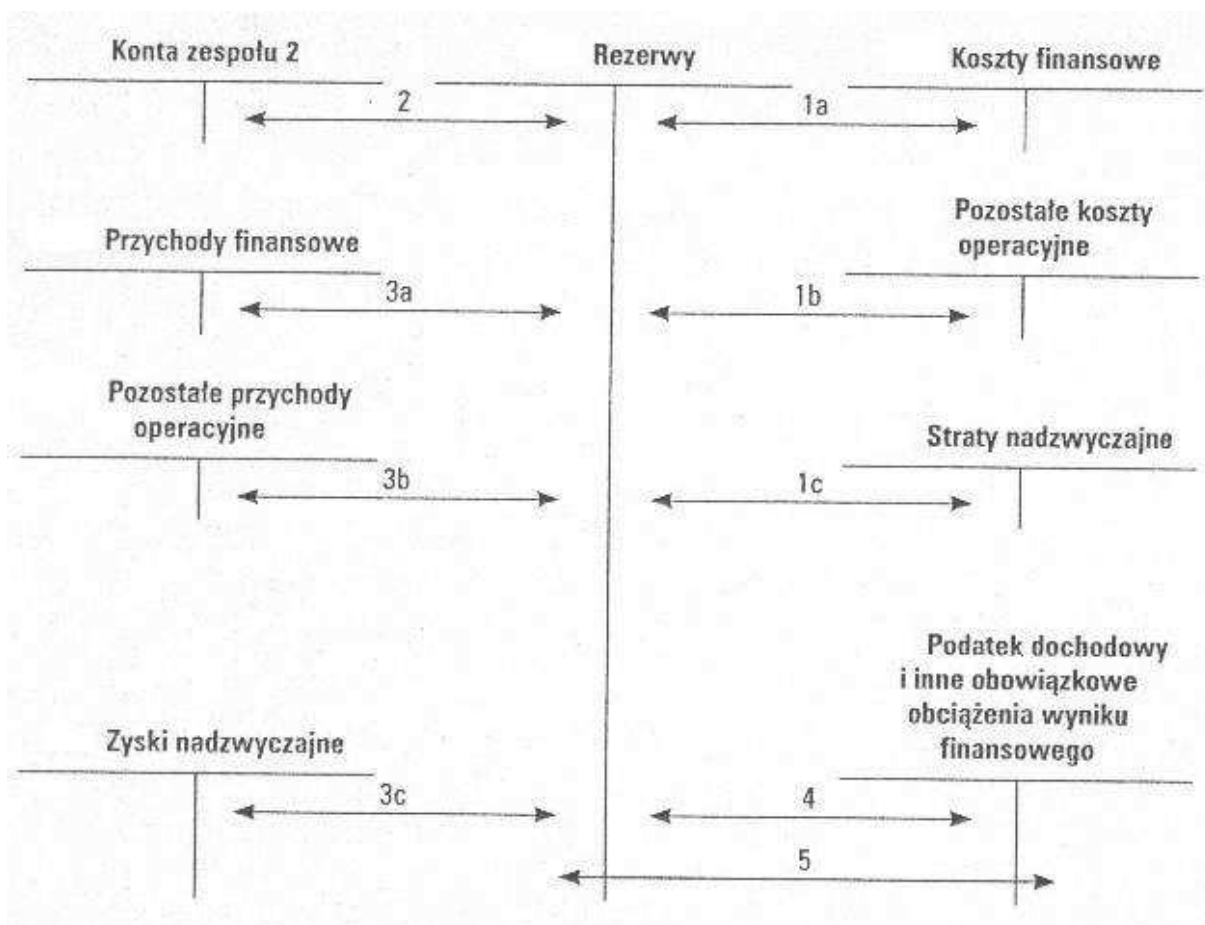 Konta zespołu 2
Rezerwy
Koszty finansowe
2
1a
Przychody finansowe
Pozostałe koszty
operacyjne
3a
1b
Pozostałe przychody
operacyjne
Straty nadzwyczajne
3b
1c
Zyski nadzwyczajne
Podatek dochodowy
i inne obowiązkowe
obciążenia wyniku
finansowego
3c
4
5